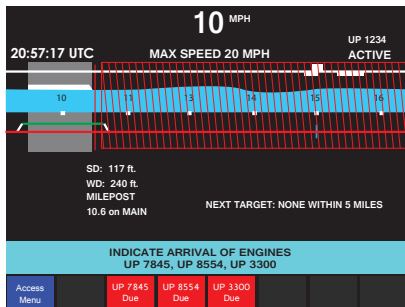 10 MPH
UP 1234
20:57:17 UTC
MAX SPEED 20 MPH
ACTIVE
10 11 12 13 14 15 16
SD: 117 ft.
WD: 240 ft.
MILEPOST
10.6 on MAIN
NEXT TARGET: NONE WITHIN 5 MILES
INDICATE ARRIVAL OF ENGINES
UP 7845, UP 8554, UP 3300
Access
Menu
UP 7845
Due
UP 8554
Due
UP 3300
Due